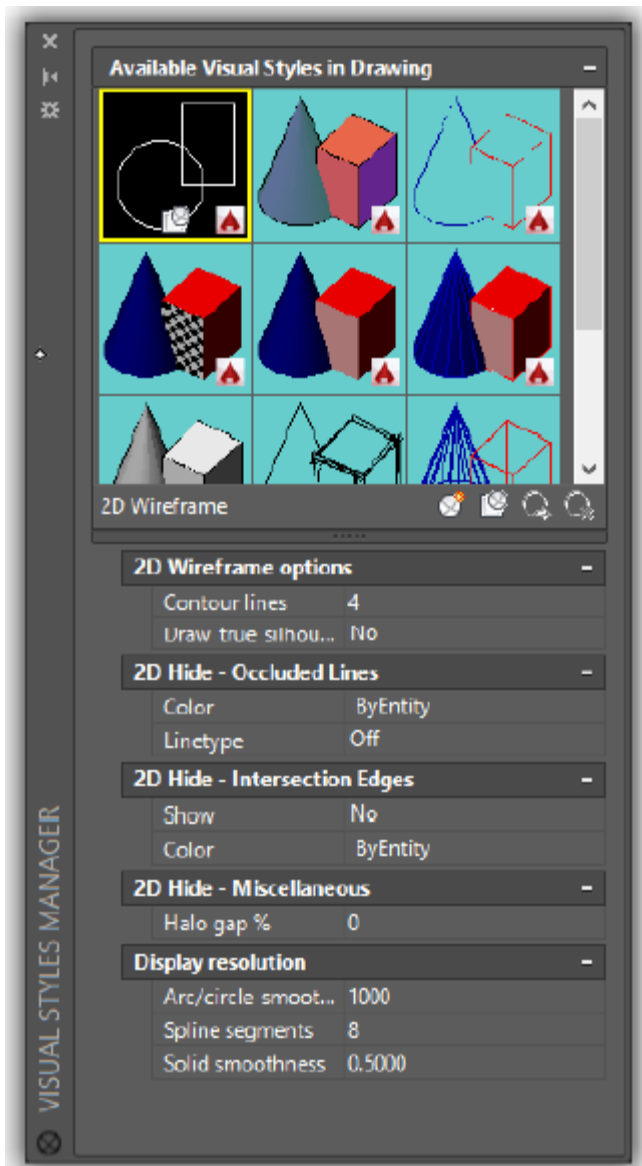 Available Visual Styles in Drawing
2D Wireframe
2D Wireframe options
Contour lines 4
Draw true silhou... No
2D Hide - Occluded Lines
Color ByEntity
Linetype Off
2D Hide - Intersection Edges
Show No
Color ByEntity
2D Hide - Miscellaneous
Halo gap % 0
Display resolution
Arc/circle smoot... 1000
Spline segments 8
Solid smoothness 0.5000
VISUAL STYLES MANAGER